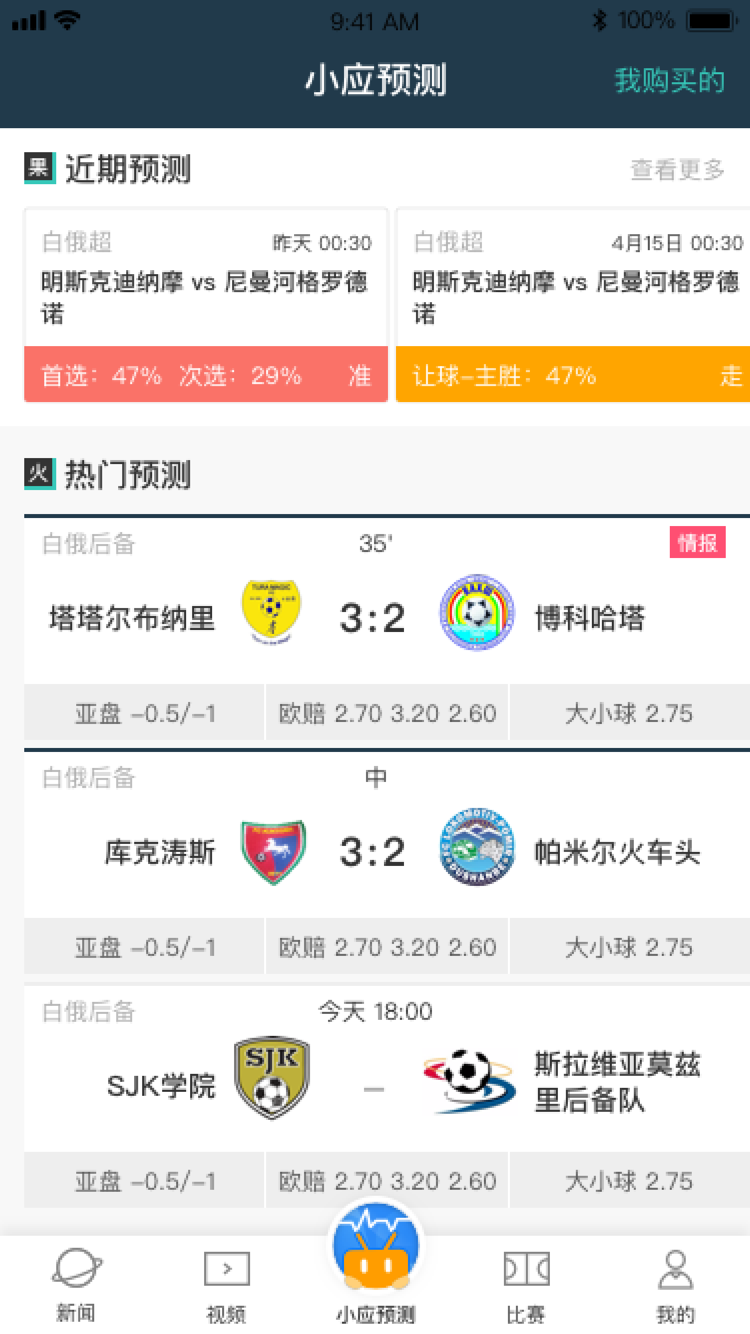 9:41 AM 100%
小应预测 我购买的
果 近期预测 查看更多
白俄超 昨天 00:30
明斯克迪纳摩 vs 尼曼河格罗德
诺
首选：47% 次选：29% 准
白俄超 4月15日 00:30
明斯克迪纳摩 vs 尼曼河格罗德
诺
让球-主胜：47% 走
火 热门预测
白俄后备 35' 情报
塔塔尔布纳里 3:2 博科哈塔
亚盘 -0.5/-1 欧赔 2.70 3.20 2.60 大小球 2.75
白俄后备 中
库克涛斯 3:2 帕米尔火车头
亚盘 -0.5/-1 欧赔 2.70 3.20 2.60 大小球 2.75
白俄后备 今天 18:00
SJK学院 SJK – 斯拉维亚莫兹
里后备队
亚盘 -0.5/-1 欧赔 2.70 3.20 2.60 大小球 2.75
新闻 视频 小应预测 比赛 我的